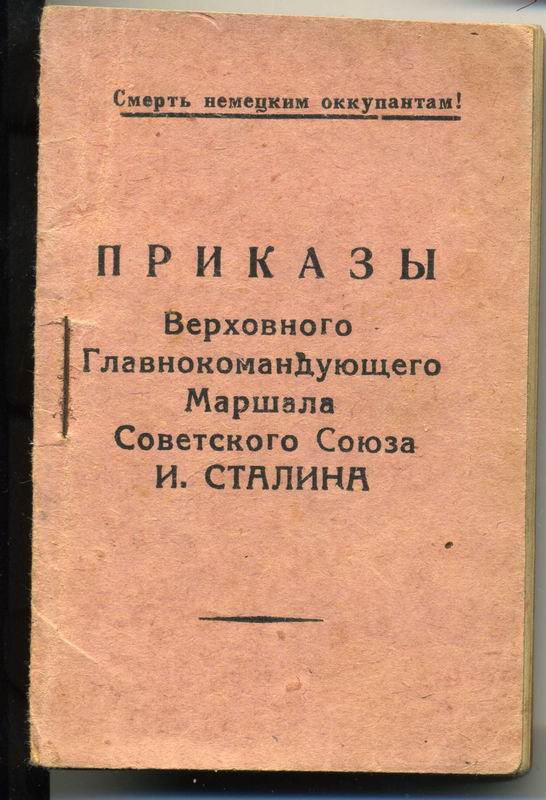 Смерть немецким оккупантам!
ПРИКАЗЫ
Верховного
Главнокомандующего
Маршала
Советского Союза
И. СТАЛИНА